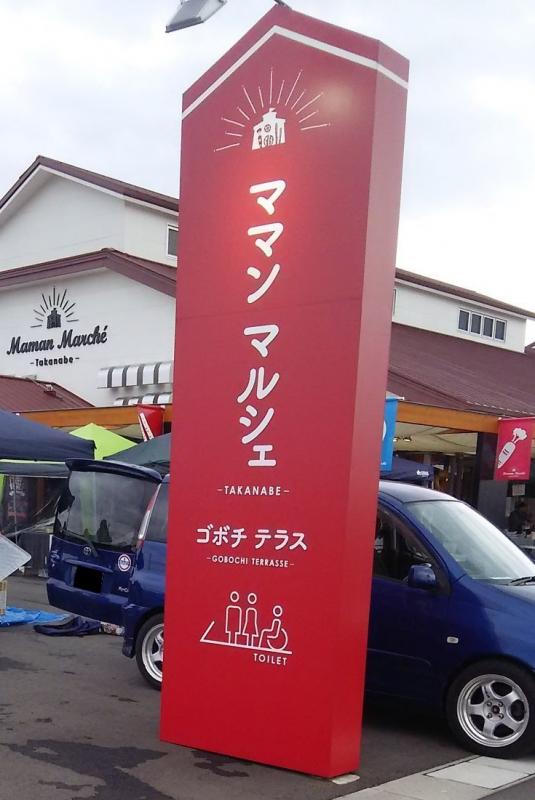 ママン マルシェ
-TAKANABE-
ゴボチ テラス
-GOBOCHI TERRASSE-
TOILET
Maman Marché
-Takanabe-